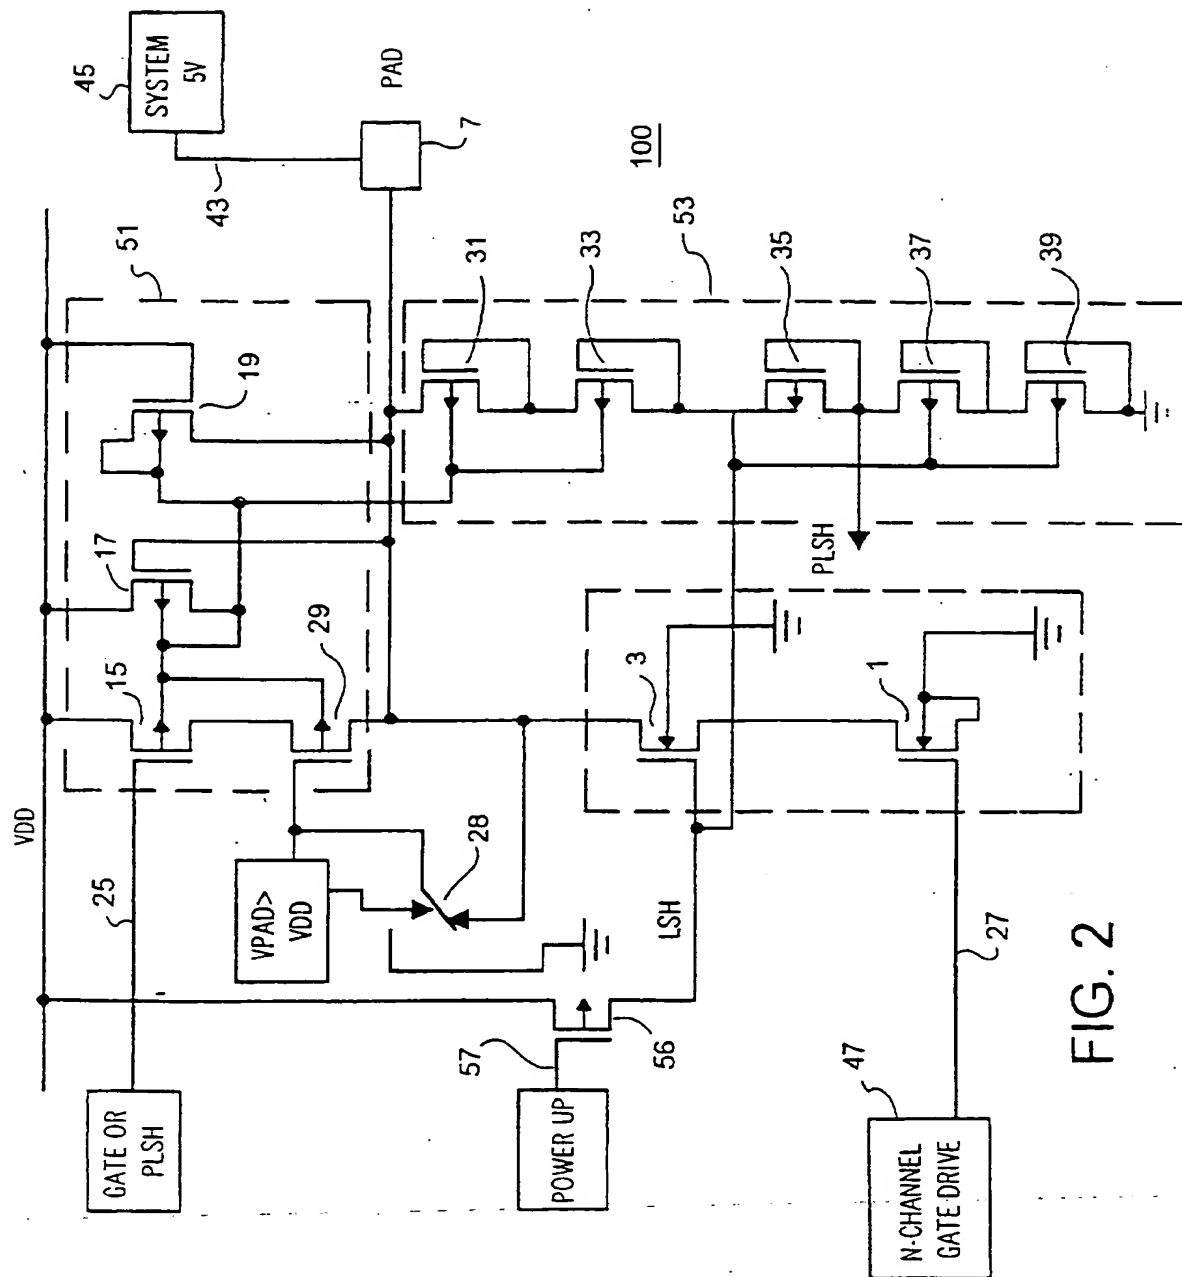 45
SYSTEM
5V
PAD
43
7
100
VDD
51
19
17
15
29
53
31
33
35
37
39
25
VPAD>
VDD
28
3
1
PLSH
LSH
57
56
27
47
GATE OR
PLSH
POWER UP
N-CHANNEL
GATE DRIVE
FIG. 2